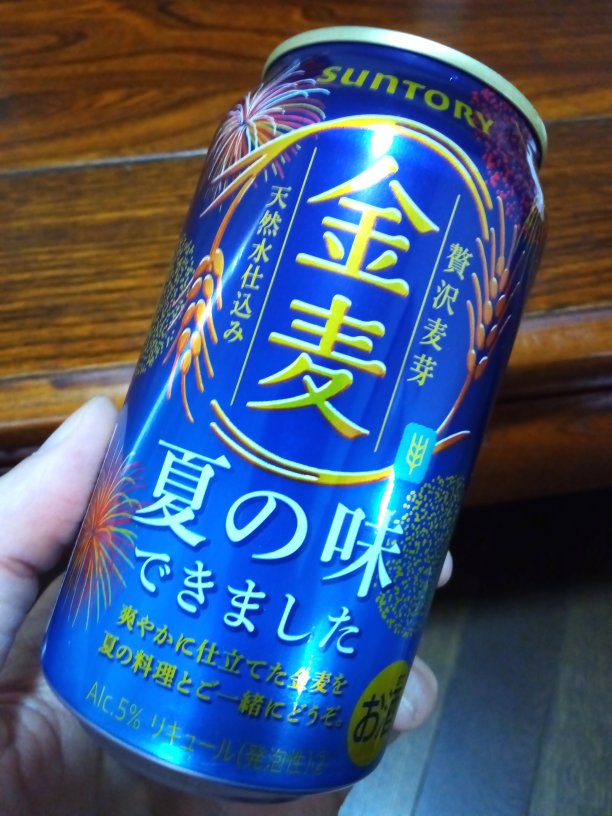 SUNTORY
贅沢麦芽
金麦
天然水仕込み
夏の味
できました
爽やかに仕立てた金麦を
夏の料理とご一緒にどうぞ。
Alc.5% リキュール(発泡性)②
お酒